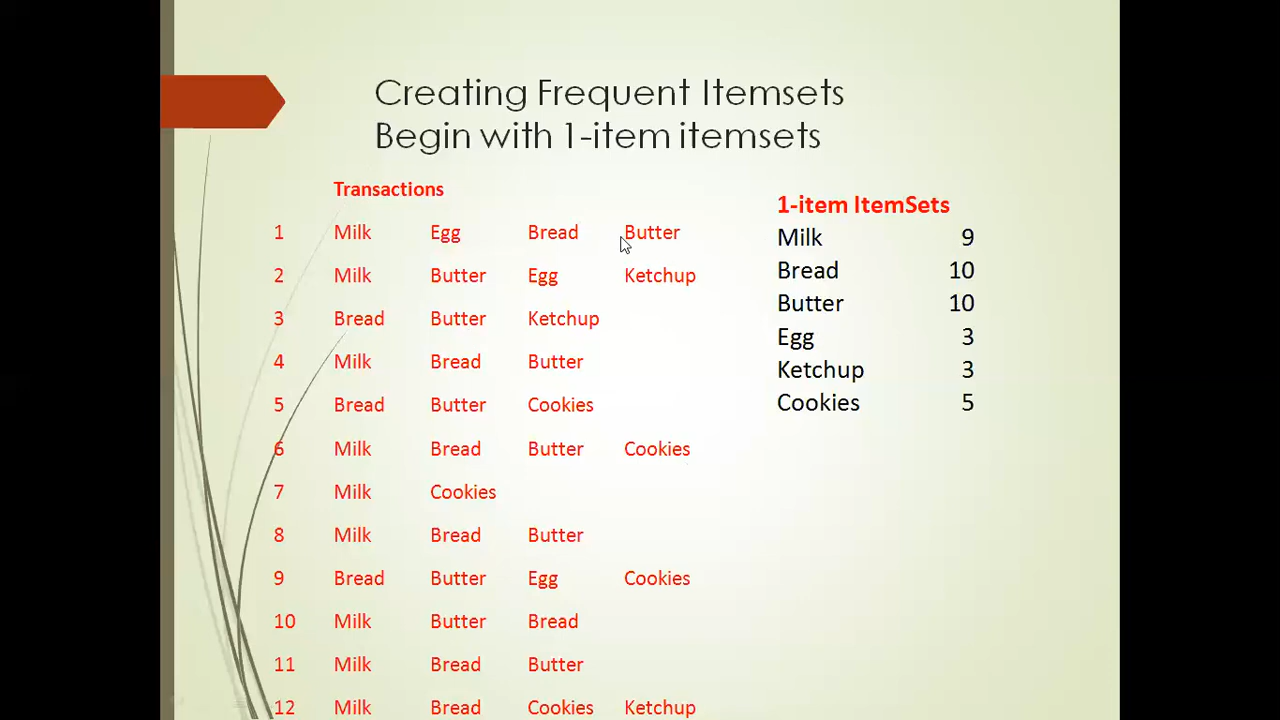 Creating Frequent Itemsets
Begin with 1-item itemsets
Transactions
1 Milk Egg Bread Butter
2 Milk Butter Egg Ketchup
3 Bread Butter Ketchup
4 Milk Bread Butter
5 Bread Butter Cookies
6 Milk Bread Butter Cookies
7 Milk Cookies
8 Milk Bread Butter
9 Bread Butter Egg Cookies
10 Milk Butter Bread
11 Milk Bread Butter
12 Milk Bread Cookies Ketchup
1-item ItemSets
Milk 9
Bread 10
Butter 10
Egg 3
Ketchup 3
Cookies 5